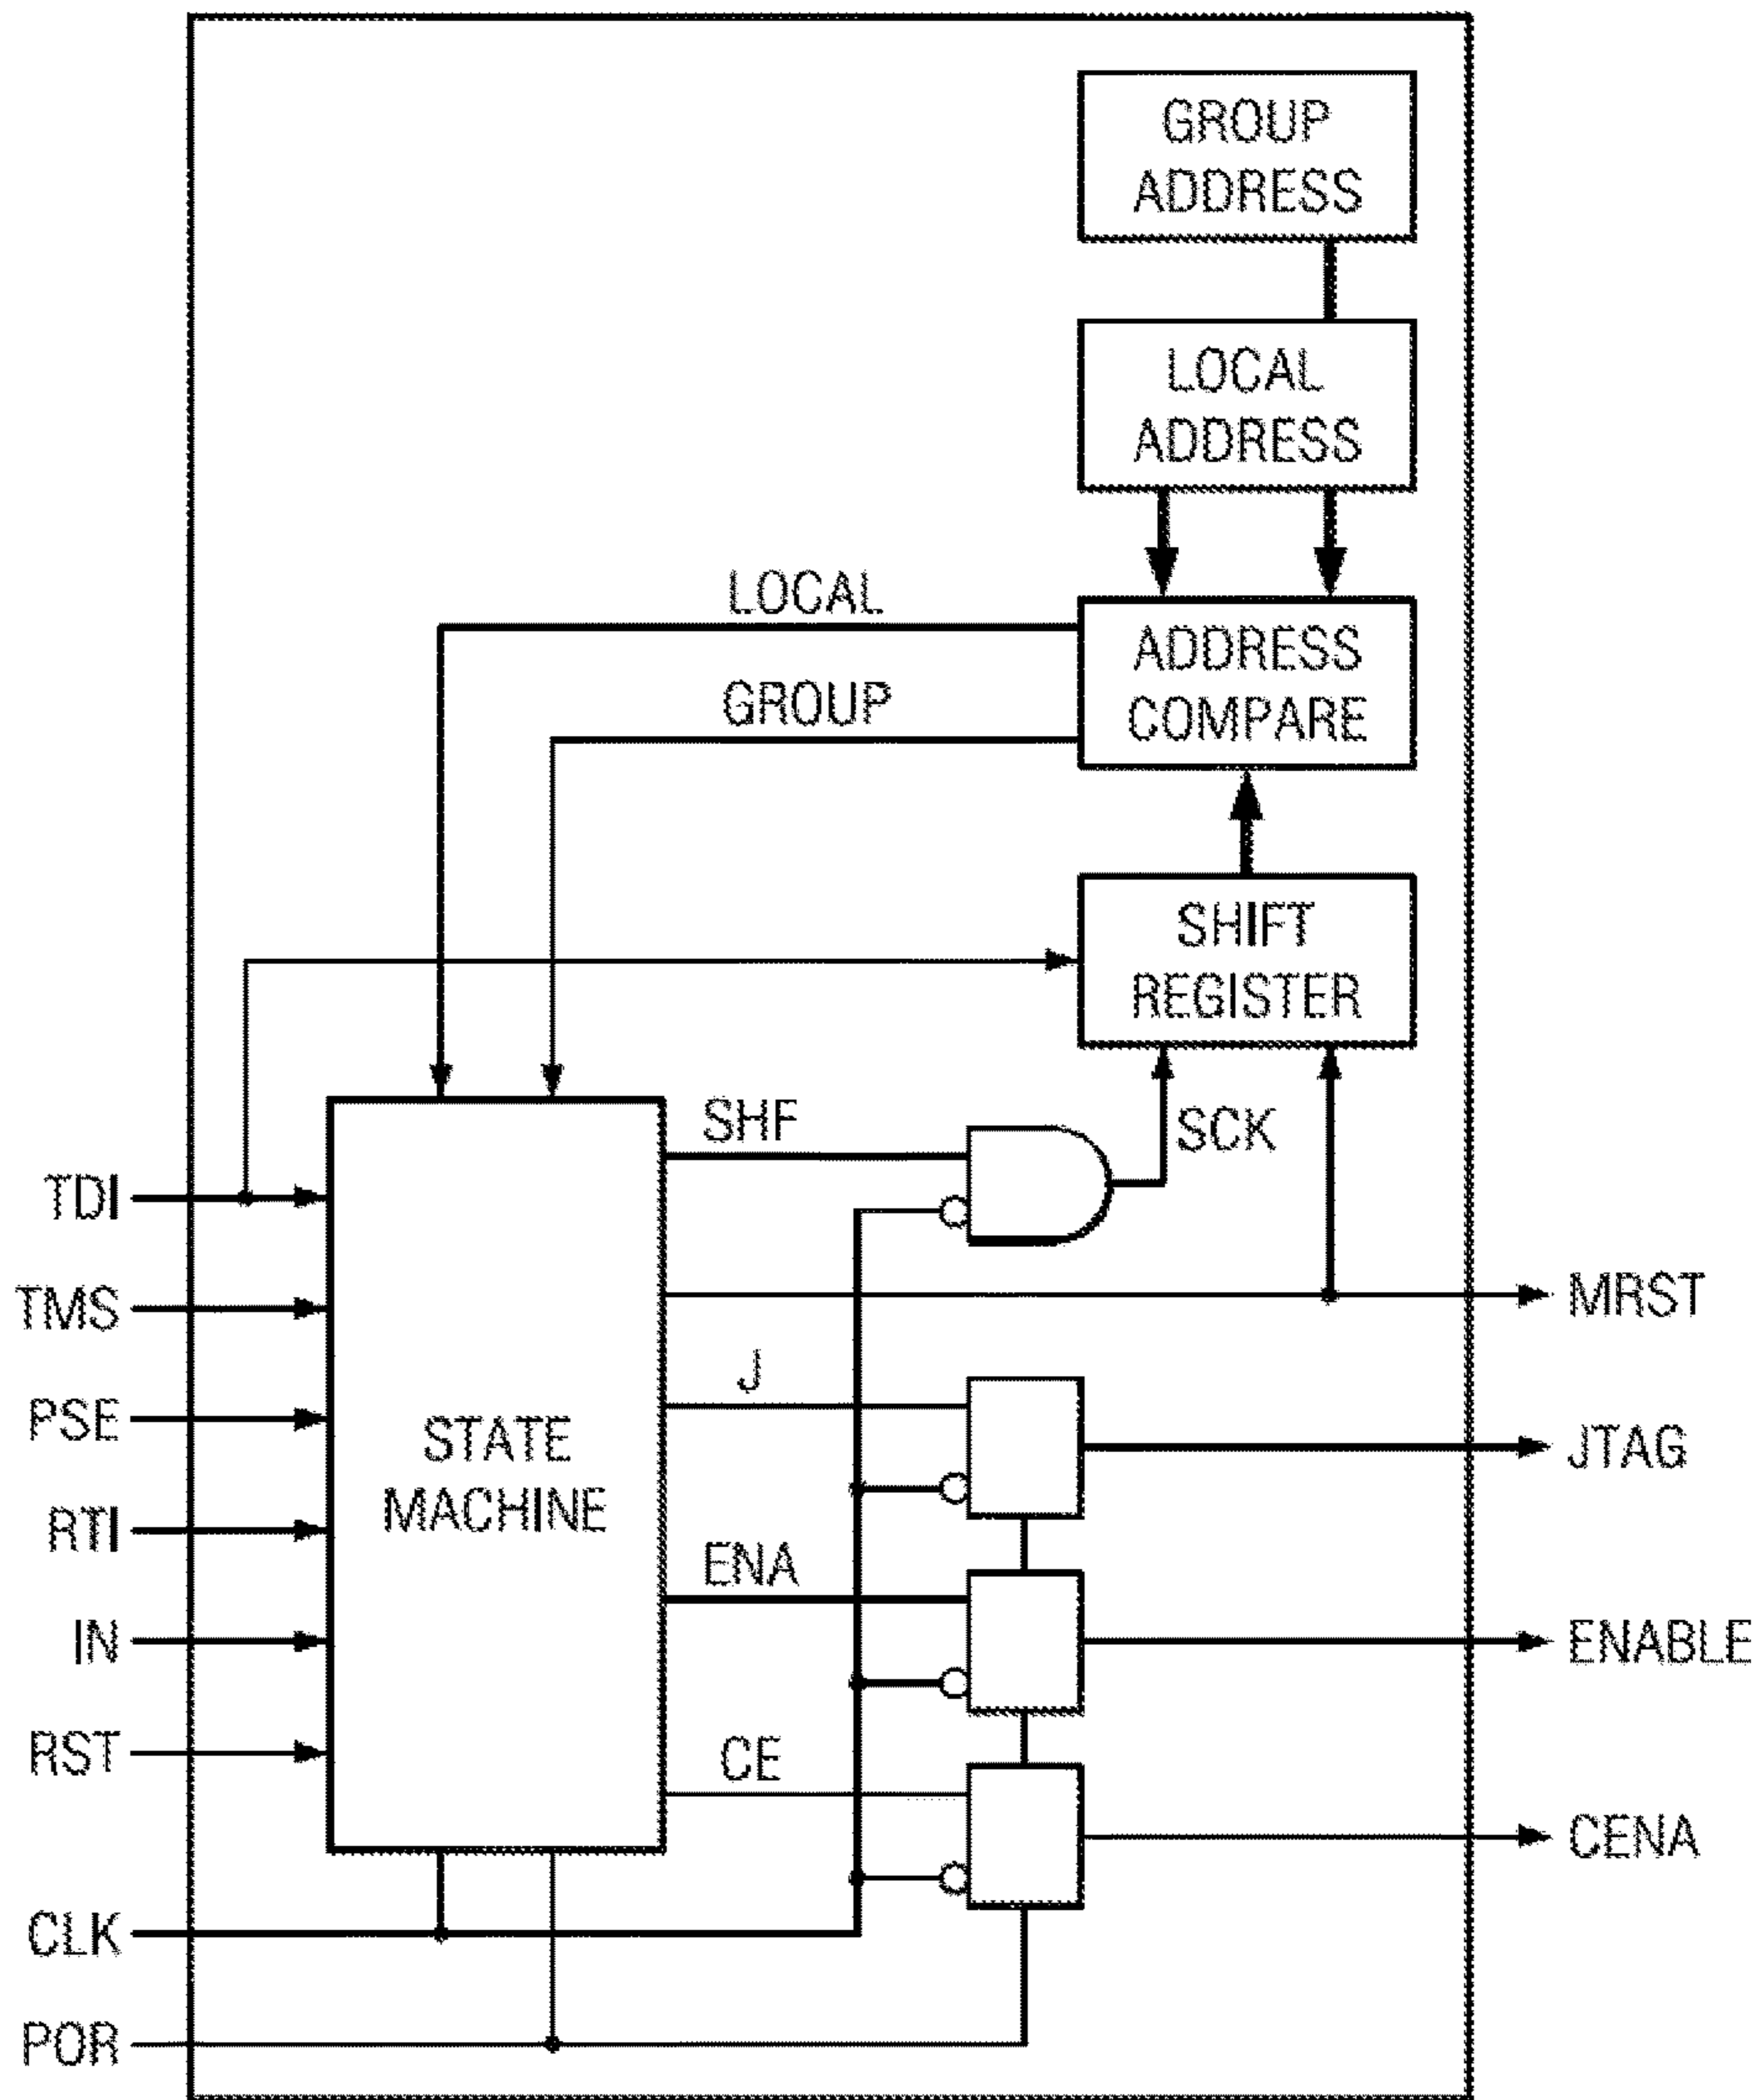 GROUP
ADDRESS
LOCAL
ADDRESS
LOCAL
ADDRESS
COMPARE
GROUP
SHIFT
REGISTER
SHF
SCK
TDI
TMS
MRST
J
PSE
STATE
MACHINE
JTAG
RTI
ENA
IN
ENABLE
RST
CE
CENA
CLK
POR